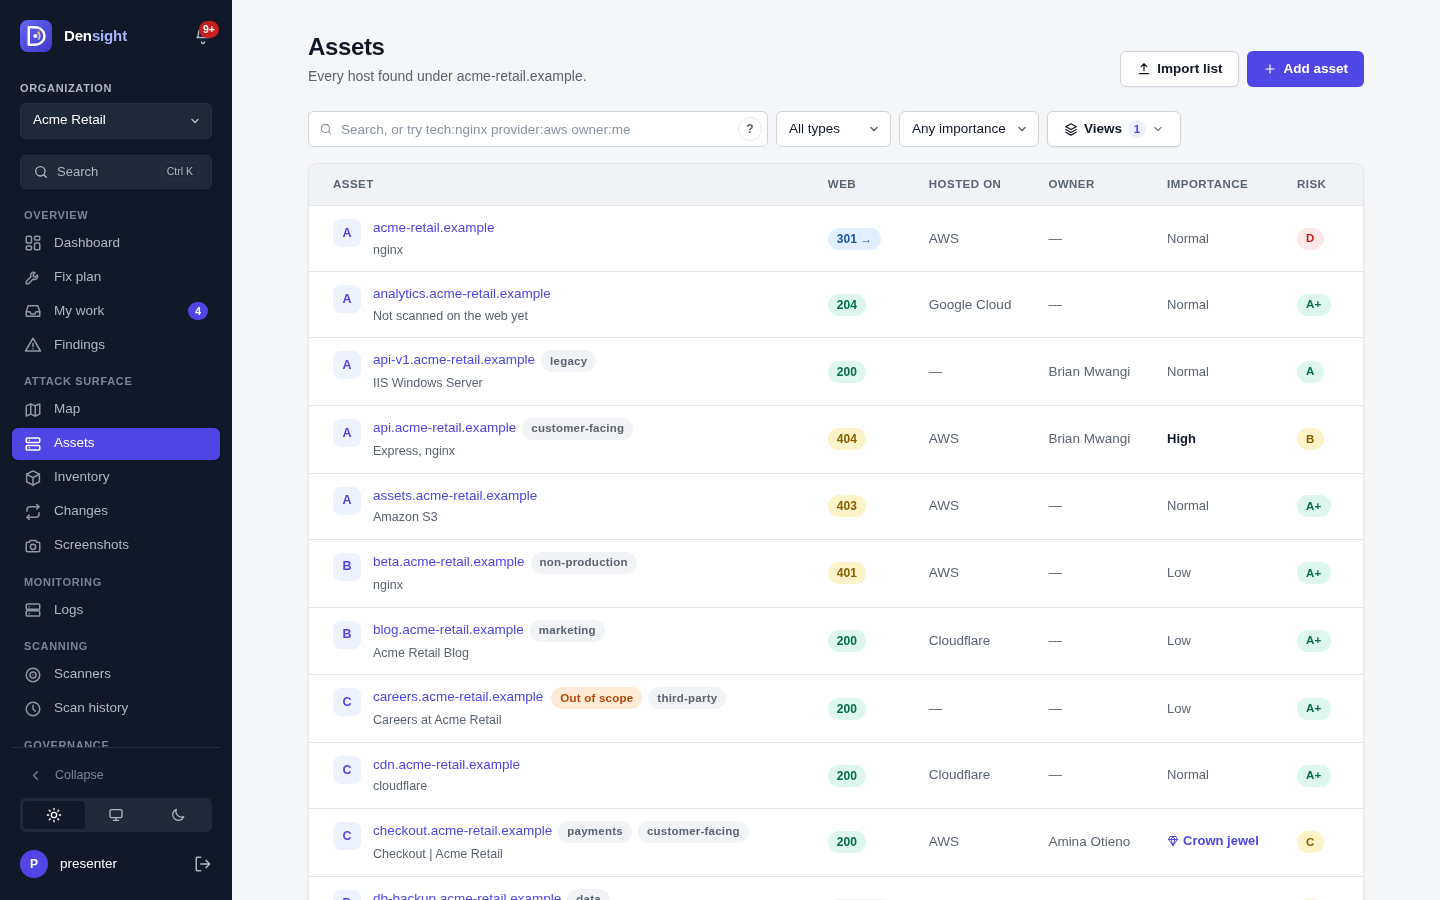 Densight
9+
ORGANIZATION
Acme Retail
Search Ctrl K
OVERVIEW
Dashboard
Fix plan
My work 4
Findings
ATTACK SURFACE
Map
Assets
Inventory
Changes
Screenshots
MONITORING
Logs
SCANNING
Scanners
Scan history
GOVERNANCE
Collapse
P presenter
Assets
Every host found under acme-retail.example.
Import list
Add asset
Search, or try tech:nginx provider:aws owner:me ?
All types
Any importance
Views 1
ASSET WEB HOSTED ON OWNER IMPORTANCE RISK
A acme-retail.example 301 → AWS — Normal D
nginx
A analytics.acme-retail.example 204 Google Cloud — Normal A+
Not scanned on the web yet
A api-v1.acme-retail.example legacy 200 — Brian Mwangi Normal A
IIS Windows Server
A api.acme-retail.example customer-facing 404 AWS Brian Mwangi High B
Express, nginx
A assets.acme-retail.example 403 AWS — Normal A+
Amazon S3
B beta.acme-retail.example non-production 401 AWS — Low A+
nginx
B blog.acme-retail.example marketing 200 Cloudflare — Low A+
Acme Retail Blog
C careers.acme-retail.example Out of scope third-party 200 — — Low A+
Careers at Acme Retail
C cdn.acme-retail.example 200 Cloudflare — Normal A+
cloudflare
C checkout.acme-retail.example payments customer-facing 200 AWS Amina Otieno Crown jewel C
Checkout | Acme Retail
D db-backup.acme-retail.example data